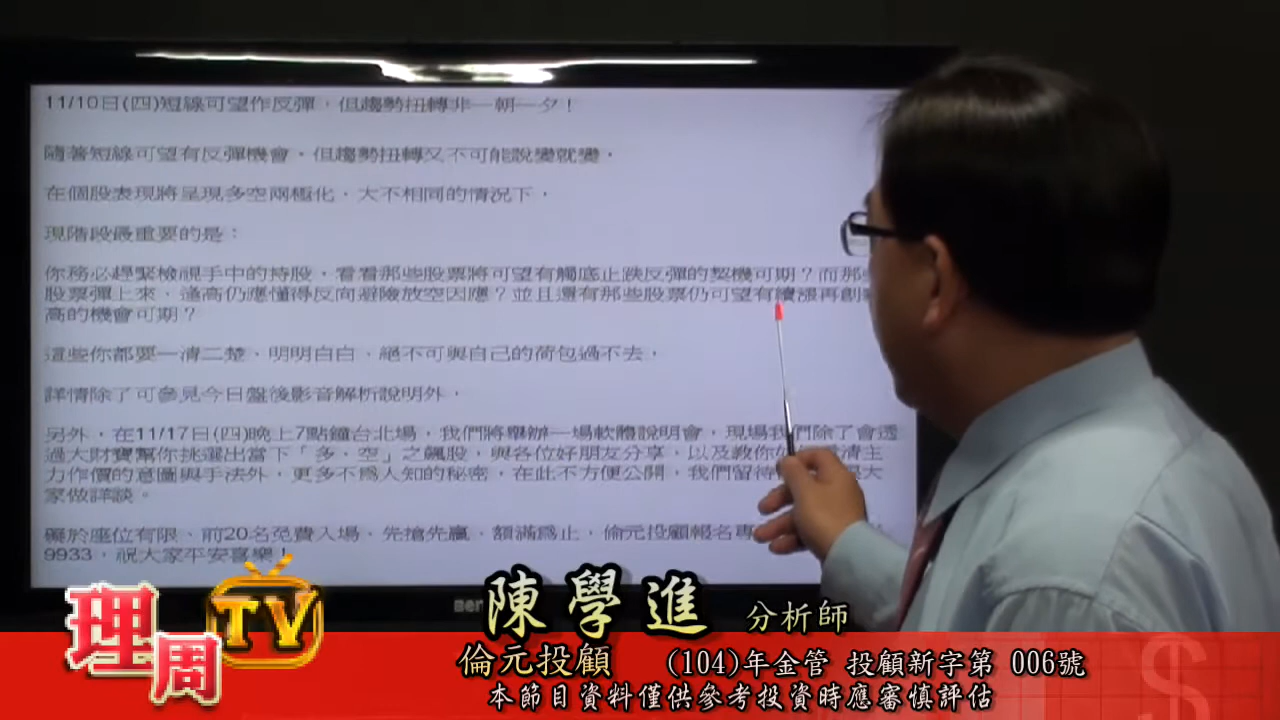 11/10日(四)短線可望作反彈，但趨勢扭轉非一朝一夕！
隨著短線可望有反彈機會，但趨勢扭轉又不可能說變就變，
在個股表現將呈現多空兩極化、大不相同的情況下，
現階段最重要的是：
你務必趕緊檢視手中的持股，看看那些股票將可望有觸底止跌反彈的契機可期？而那
股票彈上來，逢高仍應懂得反向避險放空因應？並且還有那些股票仍可望有續漲再創
高的機會可期？
這些你都要一清二楚、明明白白、絕不可與自己的荷包過不去，
詳情除了可參見今日盤後影音解析說明外，
另外，在11/17日(四)晚上7點鐘台北場，我們將舉辦一場軟體說明會，現場我們除了會透
過大財寶幫你挑選出當下「多、空」之飆股，與各位好朋友分享，以及教你如 清主
力作價的意圖與手法外，更多不為人知的秘密，在此不方便公開，我們留待 大
家做詳談。
礙於座位有限、前20名免費入場、先搶先贏、額滿為止，倫元投顧報名專
9933，祝大家平安喜樂！
理周TV
陳學進 分析師
倫元投顧 (104)年金管 投顧新字第 006號
本節目資料僅供參考投資時應審慎評估